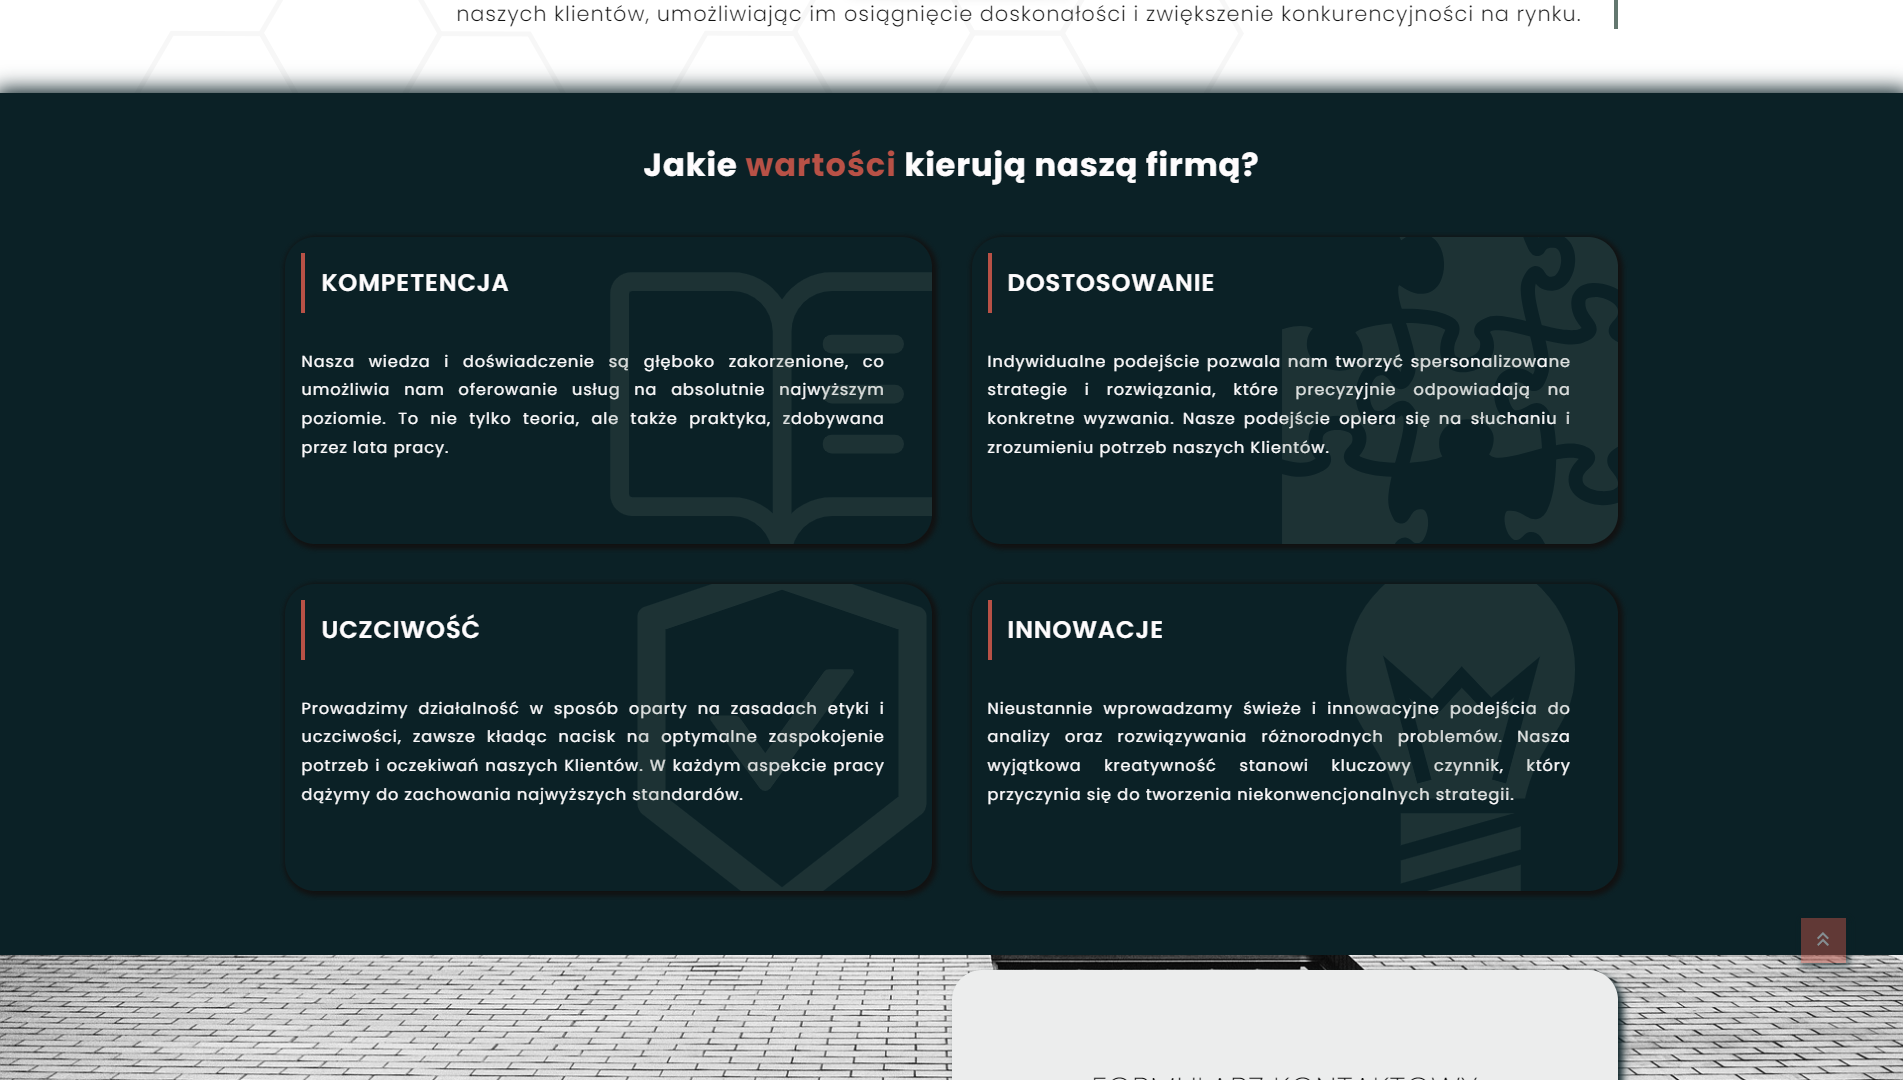 naszych klientów, umożliwiając im osiągnięcie doskonałości i zwiększenie konkurencyjności na rynku.
Jakie wartości kierują naszą firmą?
KOMPETENCJA
Nasza wiedza i doświadczenie są głęboko zakorzenione, co
umożliwia nam oferowanie usług na absolutnie najwyższym
poziomie. To nie tylko teoria, ale także praktyka, zdobywana
przez lata pracy.
DOSTOSOWANIE
Indywidualne podejście pozwala nam tworzyć spersonalizowane
strategie i rozwiązania, które precyzyjnie odpowiadają na
konkretne wyzwania. Nasze podejście opiera się na słuchaniu i
zrozumieniu potrzeb naszych Klientów.
UCZCIWOŚĆ
Prowadzimy działalność w sposób oparty na zasadach etyki i
uczciwości, zawsze kładąc nacisk na optymalne zaspokojenie
potrzeb i oczekiwań naszych Klientów. W każdym aspekcie pracy
dążymy do zachowania najwyższych standardów.
INNOWACJE
Nieustannie wprowadzamy świeże i innowacyjne podejścia do
analizy oraz rozwiązywania różnorodnych problemów. Nasza
wyjątkowa kreatywność stanowi kluczowy czynnik, który
przyczynia się do tworzenia niekonwencjonalnych strategii.
FORMULARZ KONTAKTOWY